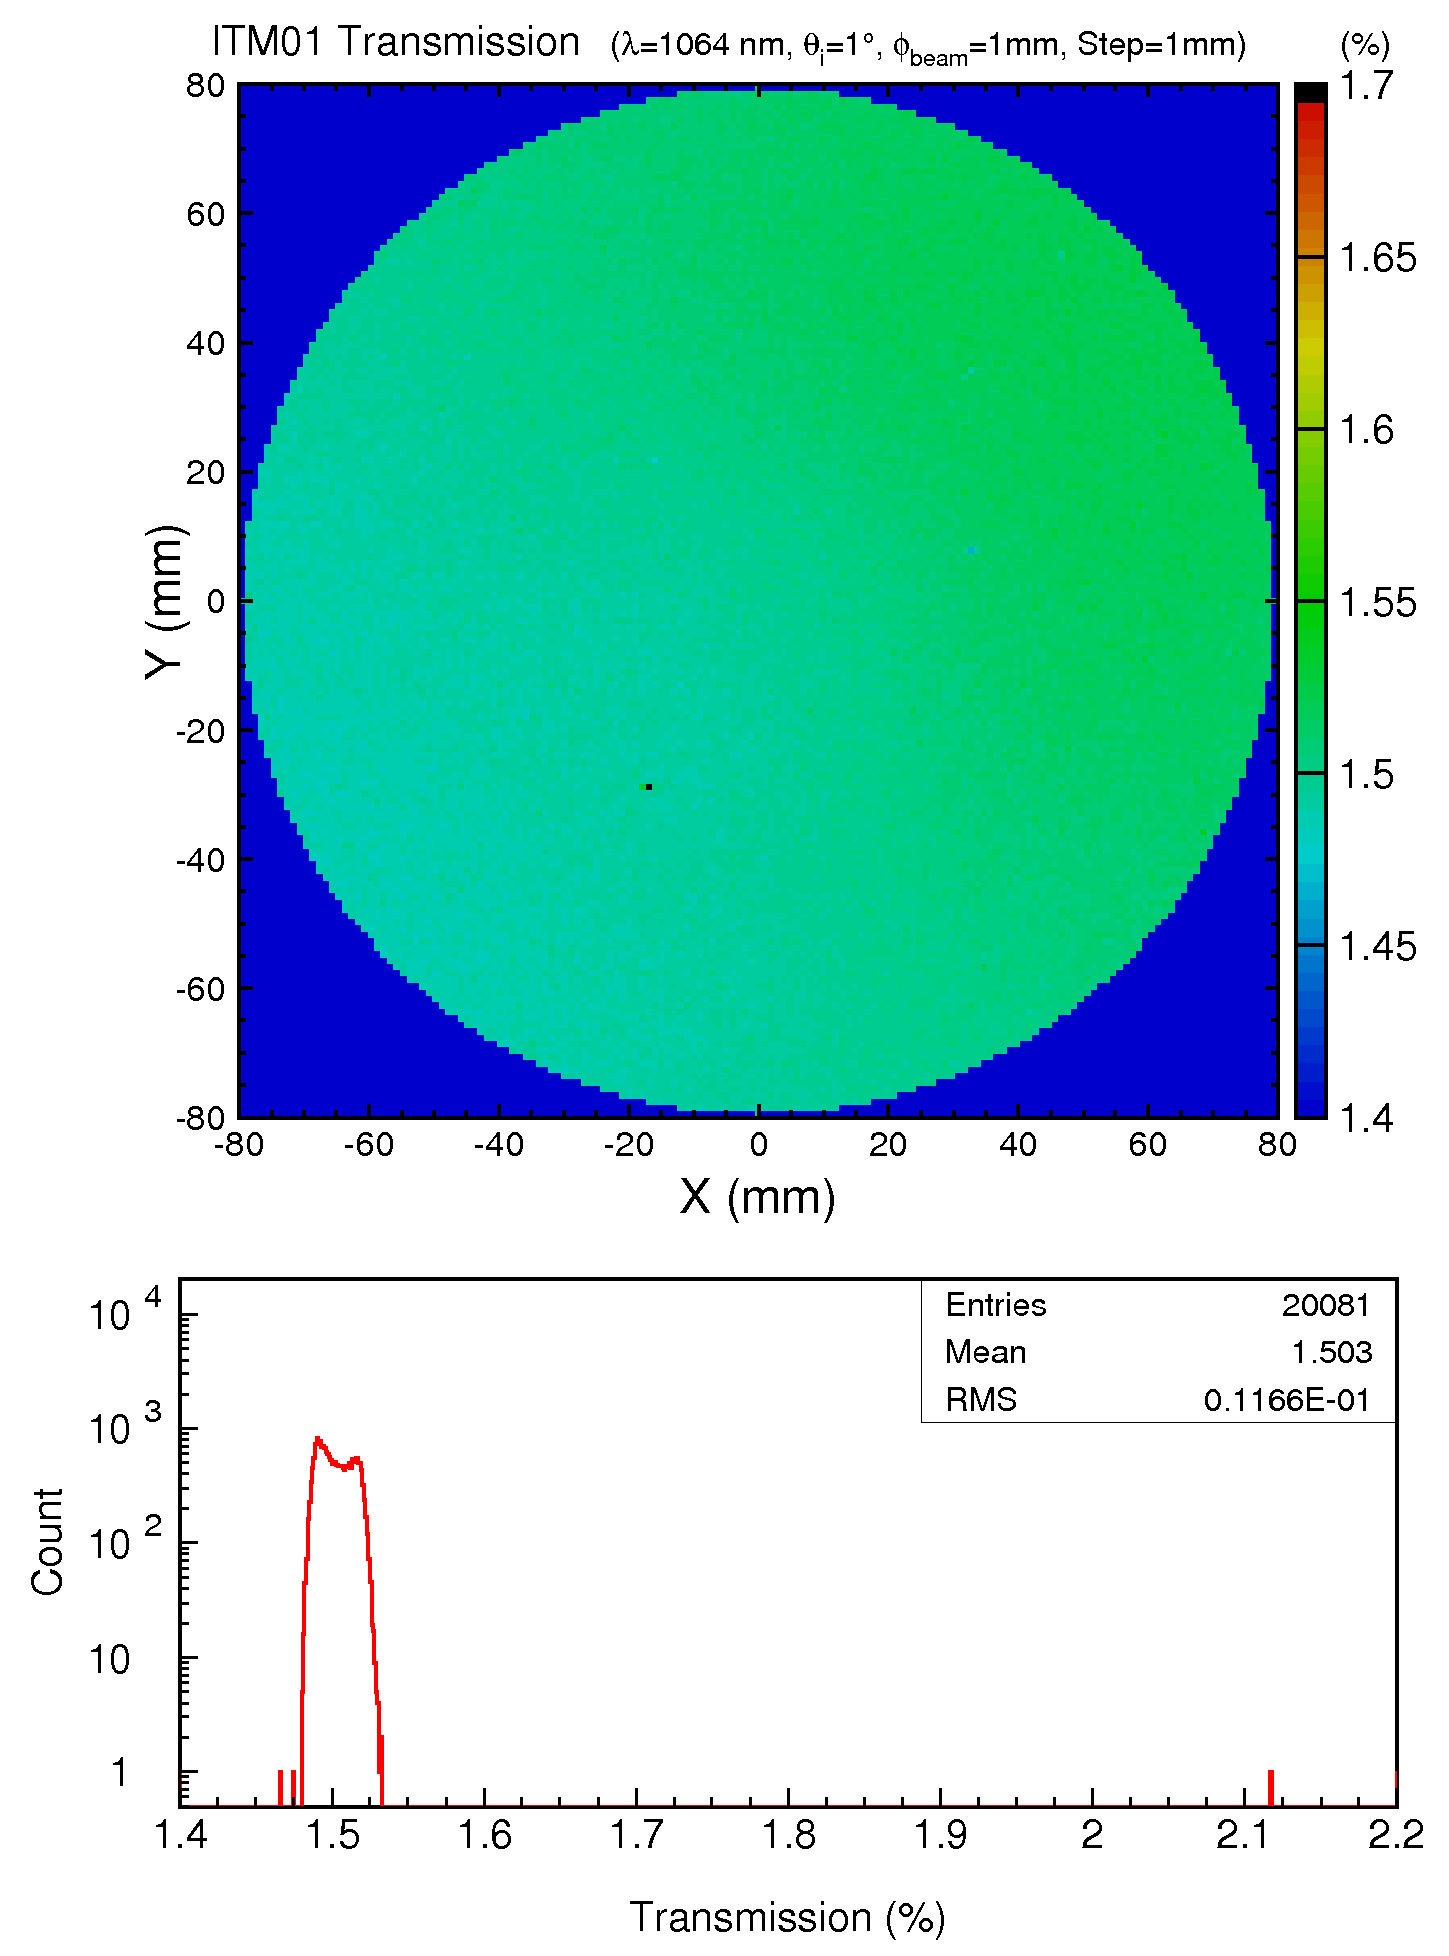 ITM01 Transmission (λ=1064 nm, θi=1°, ϕbeam=1mm, Step=1mm) (%)
80
60
40
20
0
-20
-40
-60
-80
Y (mm)
-80 -60 -40 -20 0 20 40 60 80
X (mm)
1.7
1.65
1.6
1.55
1.5
1.45
1.4
Entries 20081
Mean 1.503
RMS 0.1166E-01
10 4
10 3
10 2
10
1
Count
1.4 1.5 1.6 1.7 1.8 1.9 2 2.1 2.2
Transmission (%)